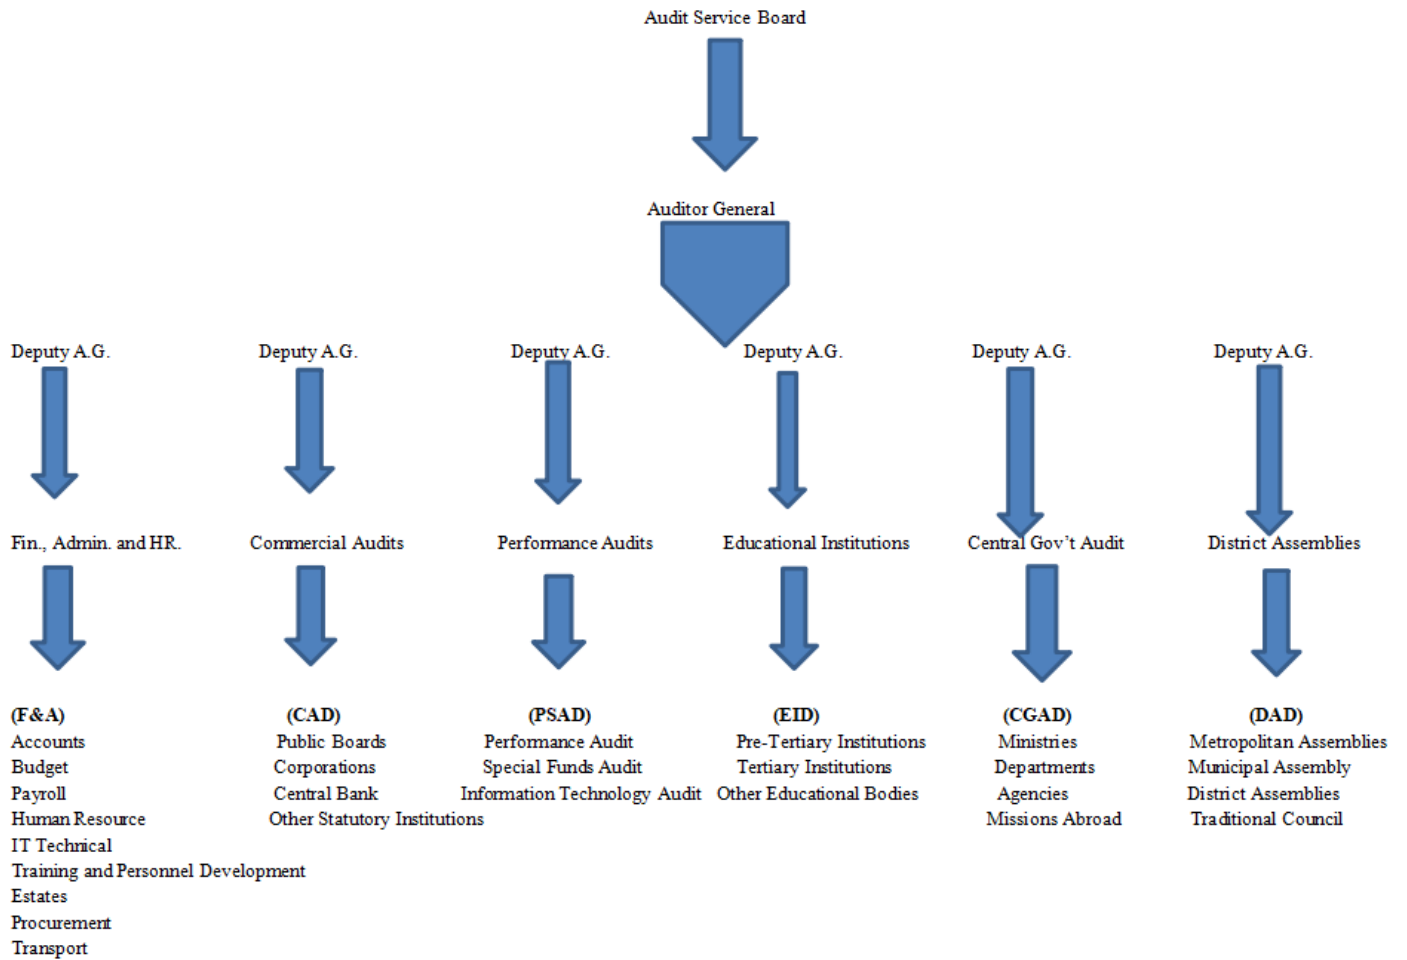 Audit Service Board
Auditor General
Deputy A.G. Deputy A.G. Deputy A.G. Deputy A.G. Deputy A.G. Deputy A.G.
Fin., Admin. and HR. Commercial Audits Performance Audits Educational Institutions Central Gov’t Audit District Assemblies
(F&A) (CAD) (PSAD) (EID) (CGAD) (DAD)
Accounts Public Boards Performance Audit Pre-Tertiary Institutions Ministries Metropolitan Assemblies
Budget Corporations Special Funds Audit Tertiary Institutions Departments Municipal Assembly
Payroll Central Bank Information Technology Audit Other Educational Bodies Agencies District Assemblies
Human Resource Other Statutory Institutions Missions Abroad Traditional Council
IT Technical
Training and Personnel Development
Estates
Procurement
Transport